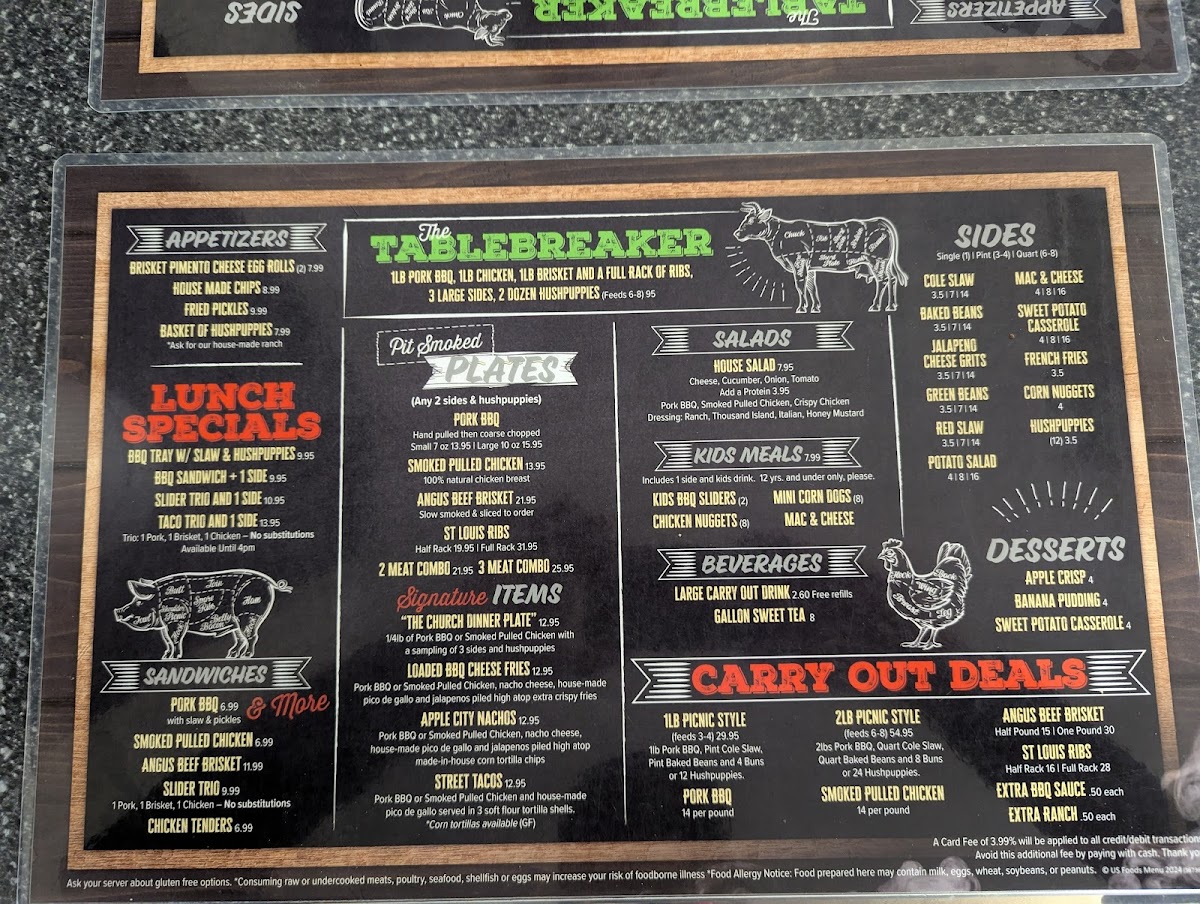 SIDES
The
TABLEBREAKER
APPETIZERS
Chuck
APPETIZERS
BRISKET PIMENTO CHEESE EGG ROLLS (2) 7.99
HOUSE MADE CHIPS 8.99
FRIED PICKLES 9.99
BASKET OF HUSHPUPPIES 7.99
*Ask for our house-made ranch
LUNCH
SPECIALS
BBQ TRAY W/ SLAW & HUSHPUPPIES 9.95
BBQ SANDWICH + 1 SIDE 9.95
SLIDER TRIO AND 1 SIDE 10.95
TACO TRIO AND 1 SIDE 13.95
Trio: 1 Pork, 1 Brisket, 1 Chicken – No substitutions
Available Until 4pm
Jowl
Butt
Loin
Ham
Spare
Ribs
Belly
Bacon
SANDWICHES
& More
PORK BBQ 6.99
with slaw & pickles
SMOKED PULLED CHICKEN 6.99
ANGUS BEEF BRISKET 11.99
SLIDER TRIO 9.99
1 Pork, 1 Brisket, 1 Chicken – No substitutions
CHICKEN TENDERS 6.99
The
TABLEBREAKER
1LB PORK BBQ, 1LB CHICKEN, 1LB BRISKET AND A FULL RACK OF RIBS,
3 LARGE SIDES, 2 DOZEN HUSHPUPPIES (Feeds 6-8) 95
Chuck
Rib
Short
Plate
Pit Smoked
PLATES
(Any 2 sides & hushpuppies)
PORK BBQ
Hand pulled then coarse chopped
Small 7 oz 13.95 | Large 10 oz 15.95
SMOKED PULLED CHICKEN 13.95
100% natural chicken breast
ANGUS BEEF BRISKET 21.95
Slow smoked & sliced to order
ST LOUIS RIBS
Half Rack 19.95 | Full Rack 31.95
2 MEAT COMBO 21.95 3 MEAT COMBO 25.95
Signature ITEMS
"THE CHURCH DINNER PLATE" 12.95
1/4lb of Pork BBQ or Smoked Pulled Chicken with
a sampling of 3 sides and hushpuppies
LOADED BBQ CHEESE FRIES 12.95
Pork BBQ or Smoked Pulled Chicken, nacho cheese, house-made
pico de gallo and jalapenos piled high atop extra crispy fries
APPLE CITY NACHOS 12.95
Pork BBQ or Smoked Pulled Chicken, nacho cheese,
house-made pico de gallo and jalapenos piled high atop
made-in-house corn tortilla chips
STREET TACOS 12.95
Pork BBQ or Smoked Pulled Chicken and house-made
pico de gallo served in 3 soft flour tortilla shells.
*Corn tortillas available (GF)
SALADS
HOUSE SALAD 7.95
Cheese, Cucumber, Onion, Tomato
Add a Protein 3.95
Pork BBQ, Smoked Pulled Chicken, Crispy Chicken
Dressing: Ranch, Thousand Island, Italian, Honey Mustard
KIDS MEALS 7.99
Includes 1 side and kids drink. 12 yrs. and under only, please.
KIDS BBQ SLIDERS (2)
MINI CORN DOGS (8)
CHICKEN NUGGETS (8)
MAC & CHEESE
BEVERAGES
LARGE CARRY OUT DRINK 2.60 Free refills
GALLON SWEET TEA 8
SIDES
Single (1) | Pint (3-4) | Quart (6-8)
COLE SLAW
3.5 | 7 | 14
BAKED BEANS
3.5 | 7 | 14
JALAPENO
CHEESE GRITS
3.5 | 7 | 14
GREEN BEANS
3.5 | 7 | 14
RED SLAW
3.5 | 7 | 14
POTATO SALAD
4 | 8 | 16
MAC & CHEESE
4 | 8 | 16
SWEET POTATO
CASSEROLE
4 | 8 | 16
FRENCH FRIES
3.5
CORN NUGGETS
4
HUSHPUPPIES
(12) 3.5
Neck
Back
Wing
Breast
Leg
DESSERTS
APPLE CRISP 4
BANANA PUDDING 4
SWEET POTATO CASSEROLE 4
CARRY OUT DEALS
1LB PICNIC STYLE
(feeds 3-4) 29.95
1lb Pork BBQ, Pint Cole Slaw,
Pint Baked Beans and 4 Buns
or 12 Hushpuppies.
PORK BBQ
14 per pound
2LB PICNIC STYLE
(feeds 6-8) 54.95
2lbs Pork BBQ, Quart Cole Slaw,
Quart Baked Beans and 8 Buns
or 24 Hushpuppies.
SMOKED PULLED CHICKEN
14 per pound
ANGUS BEEF BRISKET
Half Pound 15 | One Pound 30
ST LOUIS RIBS
Half Rack 16 | Full Rack 28
EXTRA BBQ SAUCE .50 each
EXTRA RANCH .50 each
A Card Fee of 3.99% will be applied to all credit/debit transaction
Avoid this additional fee by paying with cash. Thank yo
Ask your server about gluten free options. *Consuming raw or undercooked meats, poultry, seafood, shellfish or eggs may increase your risk of foodborne illness *Food Allergy Notice: Food prepared here may contain milk, eggs, wheat, soybeans, or peanuts. © US Foods Menu 2024